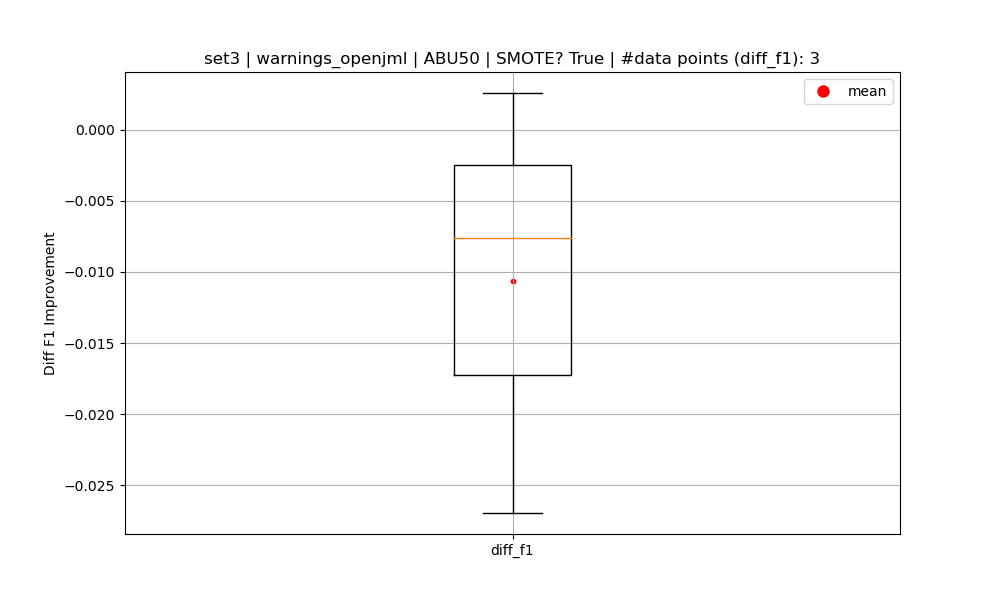 set3 | warnings_openjml | ABU50 | SMOTE? True | #data points (diff_f1): 3
mean
0.000
−0.005
−0.010
−0.015
−0.020
−0.025
Diff F1 Improvement
diff_f1